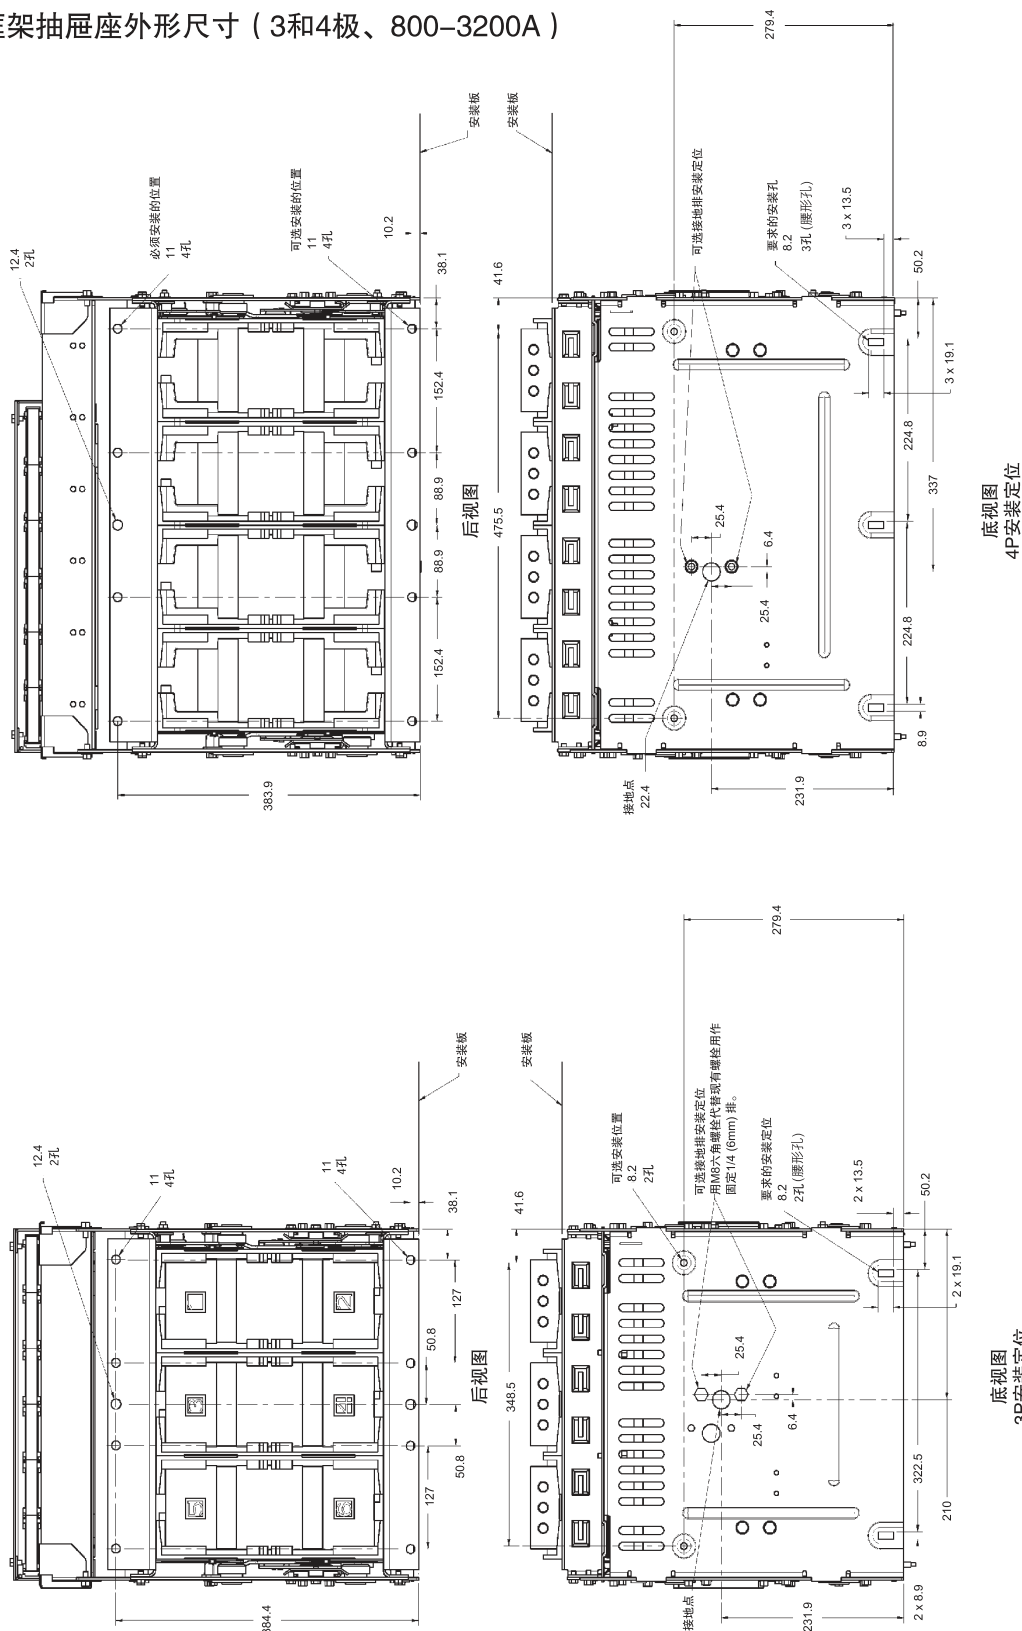 框架抽屉座外形尺寸（3和4极、800–3200A）
12.4
2孔
必须安装的位置
11
4孔
可选安装的位置
11
4孔
10.2
38.1
安装板
152.4
88.9
88.9
152.4
383.9
后视图
安装板
41.6
475.5
279.4
可选接地排安装定位
要求的安装孔
8.2
3孔 (腰形孔)
3 x 13.5
50.2
3 x 19.1
224.8
337
25.4
6.4
25.4
224.8
8.9
接地点
22.4
231.9
底视图
4P安装定位
12.4
2孔
11
4孔
11
4孔
10.2
38.1
安装板
127
50.8
50.8
127
384.4
后视图
安装板
41.6
348.5
279.4
可选安装位置
8.2
2孔
可选接地排安装定位
用M8六角螺栓代替现有螺栓用作
固定1/4 (6mm) 排。
要求的安装定位
8.2
2孔 (腰形孔)
2 x 13.5
50.2
2 x 19.1
25.4
25.4
6.4
322.5
210
2 x 8.9
接地点
231.9
底视图
3P安装定位